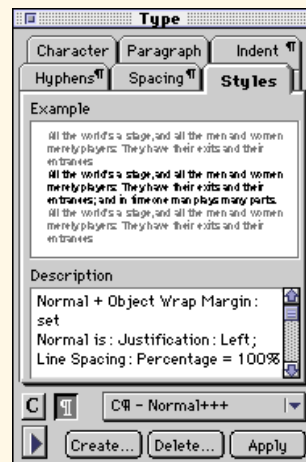 Type
Character Paragraph Indent ¶
Hyphens¶ Spacing¶ Styles
Example
All the world's a stage, and all the men and women
merely players: They have their exits and their
entrances
All the world's a stage, and all the men and women
merely players: They have their exits and their
entrances; and in time one man plays many parts.
All the world's a stage, and all the men and women
merely players: They have their exits and their
entrances
Description
Normal + Object Wrap Margin:
set
Normal is: Justification: Left;
Line Spacing: Percentage = 100%
C ¶ C¶ - Normal+++
Create... Delete... Apply